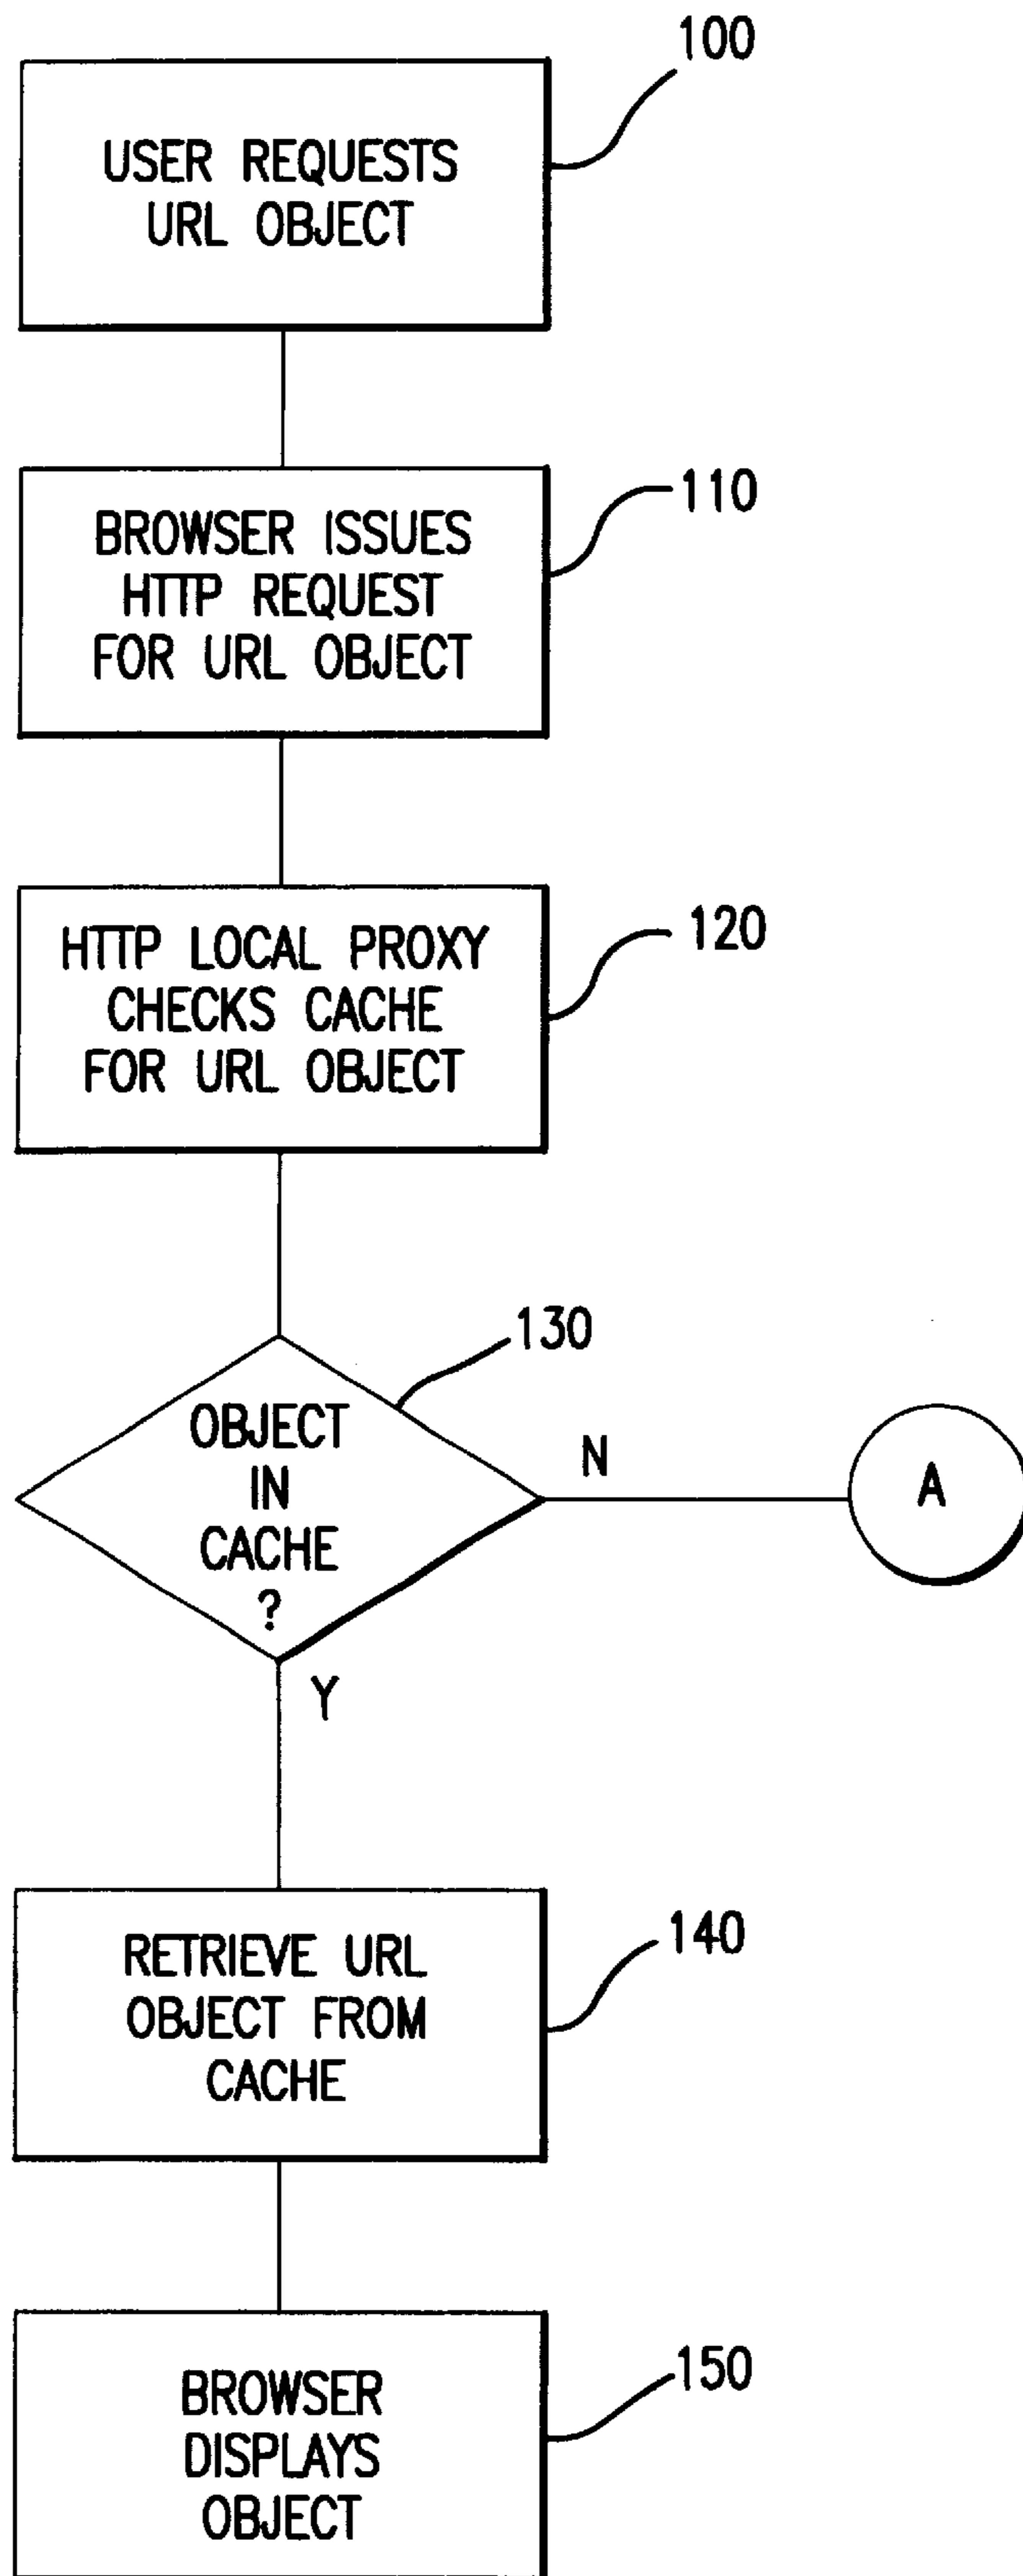 100
USER REQUESTS
URL OBJECT
110
BROWSER ISSUES
HTTP REQUEST
FOR URL OBJECT
120
HTTP LOCAL PROXY
CHECKS CACHE
FOR URL OBJECT
130
OBJECT
IN
CACHE
?
N
A
Y
140
RETRIEVE URL
OBJECT FROM
CACHE
150
BROWSER
DISPLAYS
OBJECT